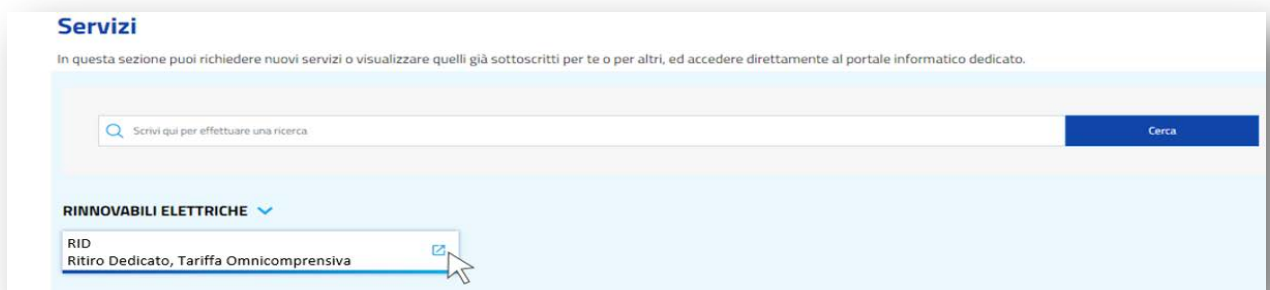 Servizi
In questa sezione puoi richiedere nuovi servizi o visualizzare quelli già sottoscritti per te o per altri, ed accedere direttamente al portale informatico dedicato.
Scrivi qui per effettuare una ricerca
Cerca
RINNOVABILI ELETTRICHE
RID
Ritiro Dedicato, Tariffa Omnicomprensiva